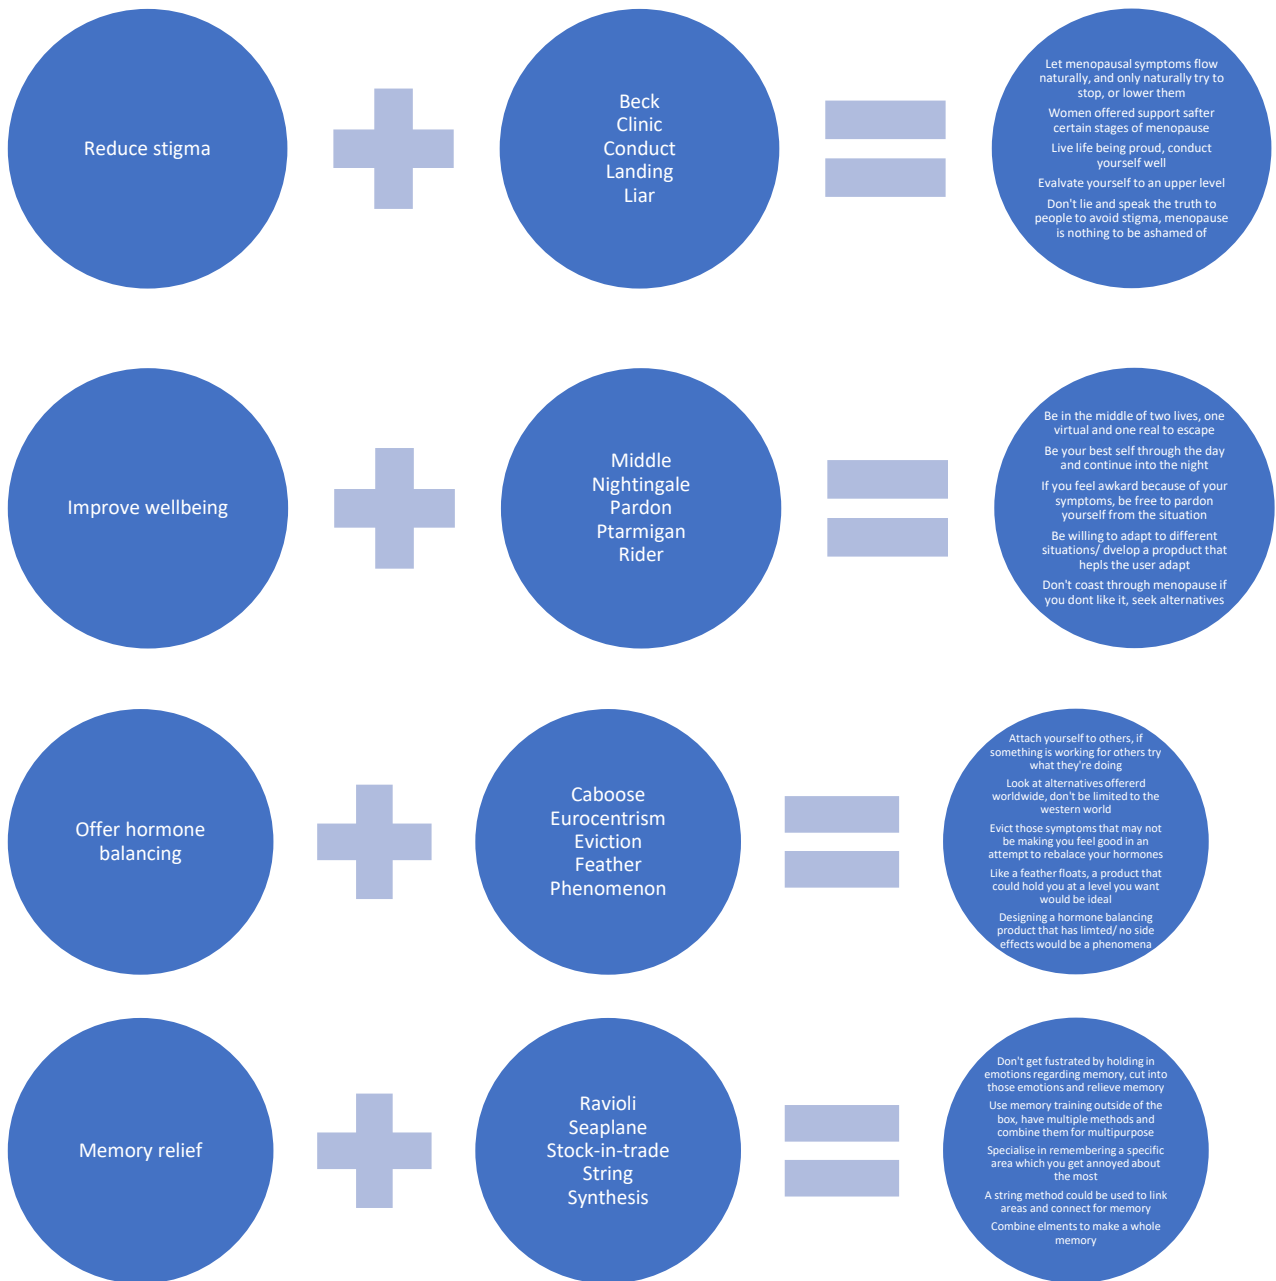 Reduce stigma
Beck
Clinic
Conduct
Landing
Liar
Let menopausal symptoms flow
naturally, and only naturally try to
stop, or lower them
Women offered support safter
certain stages of menopause
Live life being proud, conduct
yourself well
Evalvate yourself to an upper level
Don't lie and speak the truth to
people to avoid stigma, menopause
is nothing to be ashamed of
Improve wellbeing
Middle
Nightingale
Pardon
Ptarmigan
Rider
Be in the middle of two lives, one
virtual and one real to escape
Be your best self through the day
and continue into the night
If you feel awkard because of your
symptoms, be free to pardon
yourself from the situation
Be willing to adapt to different
situations/ dvelop a propduct that
hepls the user adapt
Don't coast through menopause if
you dont like it, seek alternatives
Offer hormone
balancing
Caboose
Eurocentrism
Eviction
Feather
Phenomenon
Attach yourself to others, if
something is working for others try
what they're doing
Look at alternatives offererd
worldwide, don't be limited to the
western world
Evict those symptoms that may not
be making you feel good in an
attempt to rebalace your hormones
Like a feather floats, a product that
could hold you at a level you want
would be ideal
Designing a hormone balancing
product that has limted/ no side
effects would be a phenomena
Memory relief
Ravioli
Seaplane
Stock-in-trade
String
Synthesis
Don't get fustrated by holding in
emotions regarding memory, cut into
those emotions and relieve memory
Use memory training outside of the
box, have multiple methods and
combine them for multipurpose
Specialise in remembering a specific
area which you get annoyed about
the most
A string method could be used to link
areas and connect for memory
Combine elments to make a whole
memory